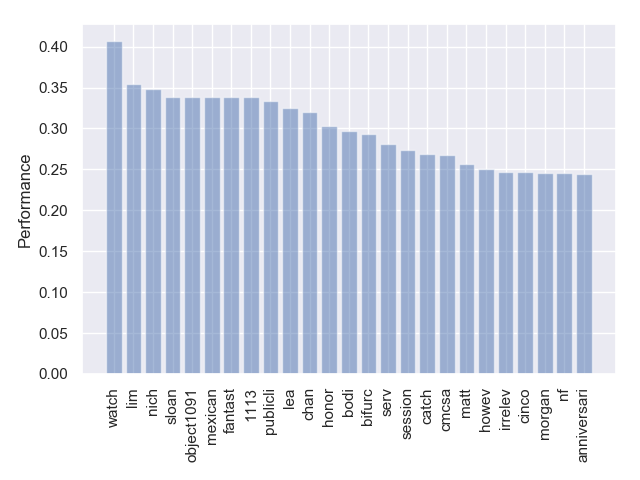 0.40
0.35
0.30
0.25
0.20
0.15
0.10
0.05
0.00
Performance
watch
lim
nich
sloan
object1091
mexican
fantast
1113
publicli
lea
chan
honor
bodi
bifurc
serv
session
catch
cmcsa
matt
howev
irrelev
cinco
morgan
nf
anniversari